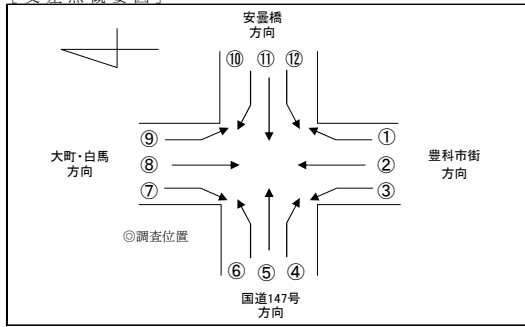 [交差点概要図]
安曇橋
方向
⑩ ⑪ ⑫
⑨
①
大町・白馬
方向
⑧
②
豊科市街
方向
⑦
③
◎調査位置
⑥ ⑤ ④
国道147号
方向